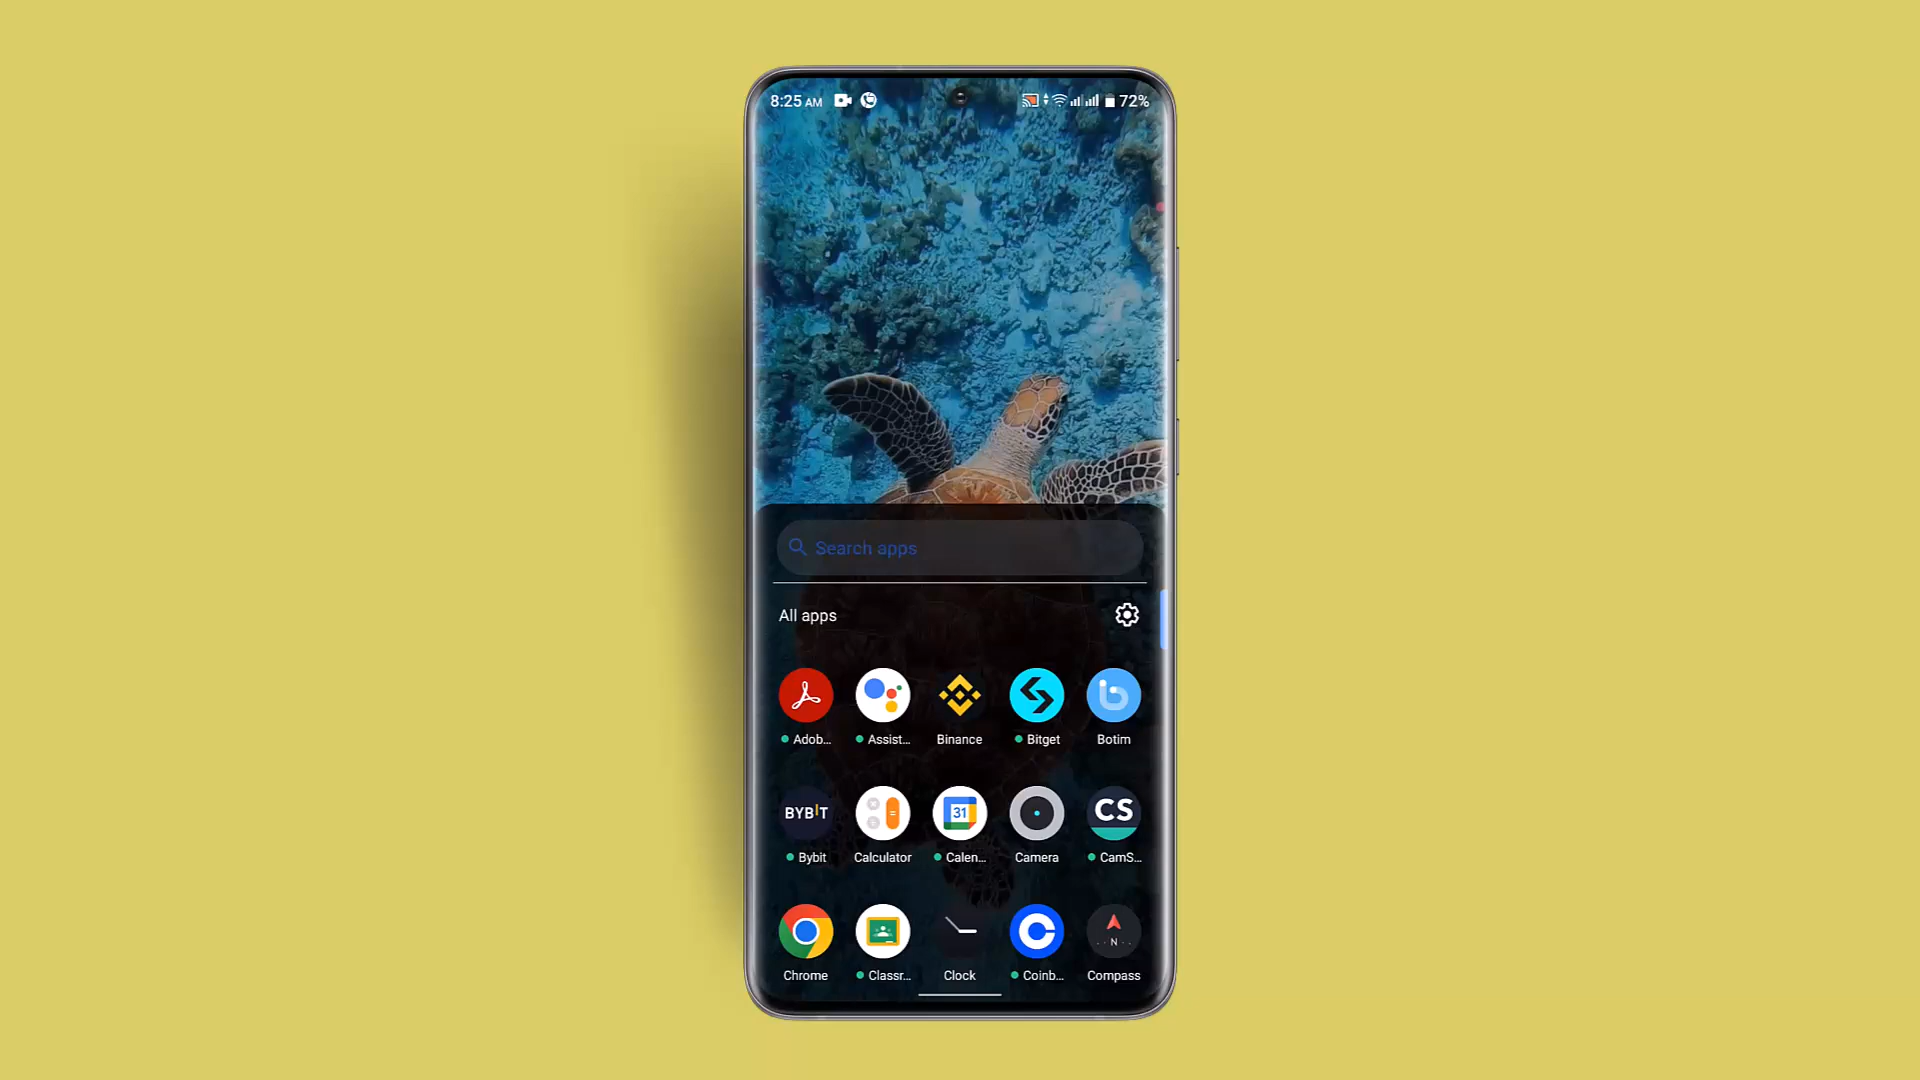 8:25 AM 72%
Search apps
All apps
Adob... Assist... Binance Bitget Botim
BYBIT 31 CS
Bybit Calculator Calen... Camera CamS...
N
Chrome Classr... Clock Coinb... Compass